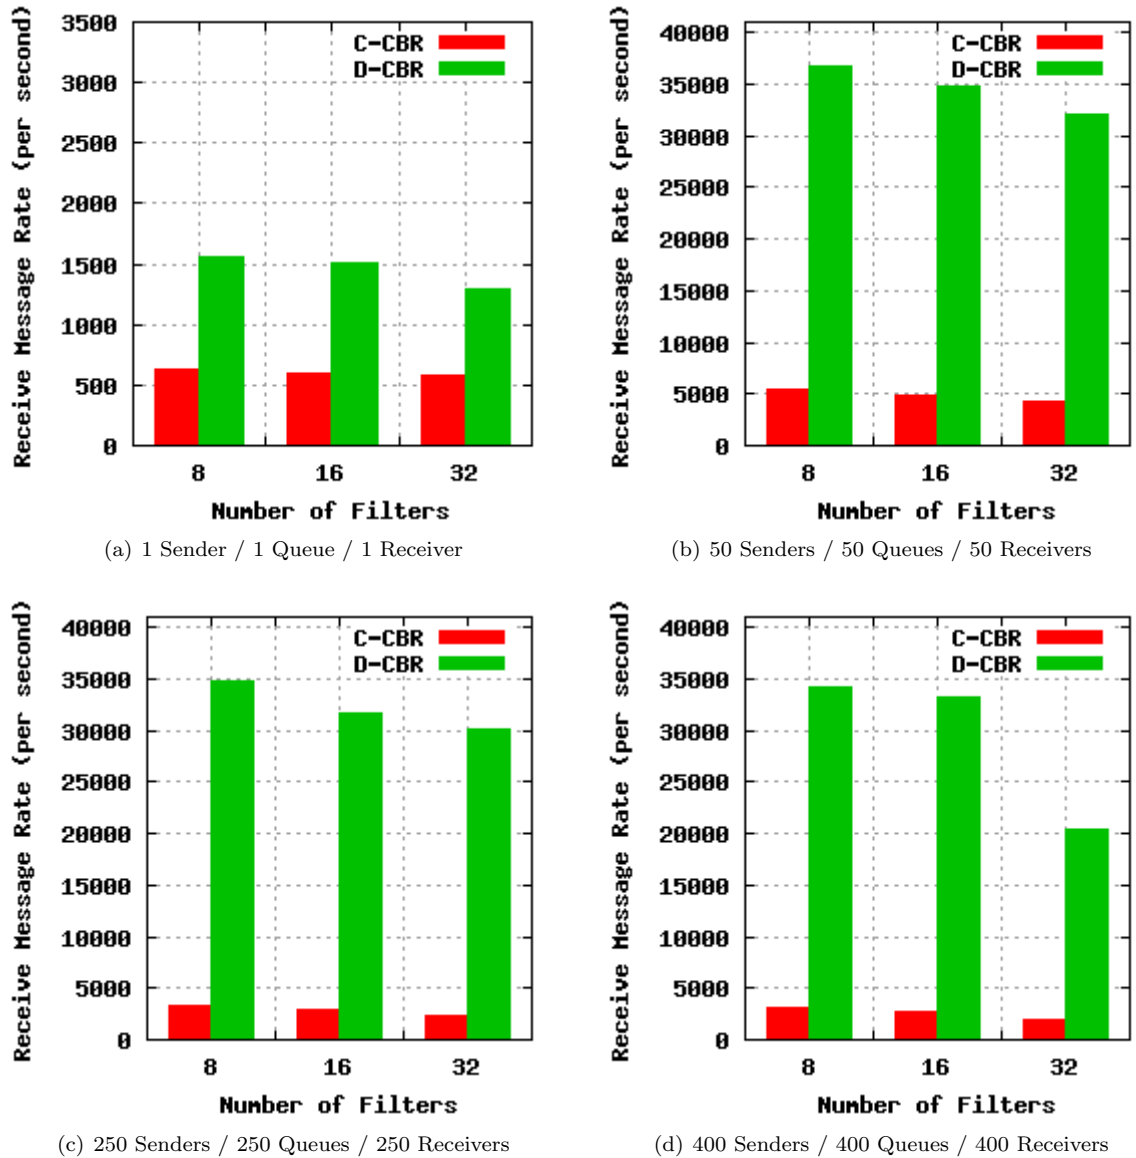 Receive Message Rate (per second)
3500
3000
2500
2000
1500
1000
500
0
C-CBR
D-CBR
8 16 32
Number of Filters
(a) 1 Sender / 1 Queue / 1 Receiver
Receive Message Rate (per second)
40000
35000
30000
25000
20000
15000
10000
5000
0
C-CBR
D-CBR
8 16 32
Number of Filters
(b) 50 Senders / 50 Queues / 50 Receivers
Receive Message Rate (per second)
40000
35000
30000
25000
20000
15000
10000
5000
0
C-CBR
D-CBR
8 16 32
Number of Filters
(c) 250 Senders / 250 Queues / 250 Receivers
Receive Message Rate (per second)
40000
35000
30000
25000
20000
15000
10000
5000
0
C-CBR
D-CBR
8 16 32
Number of Filters
(d) 400 Senders / 400 Queues / 400 Receivers